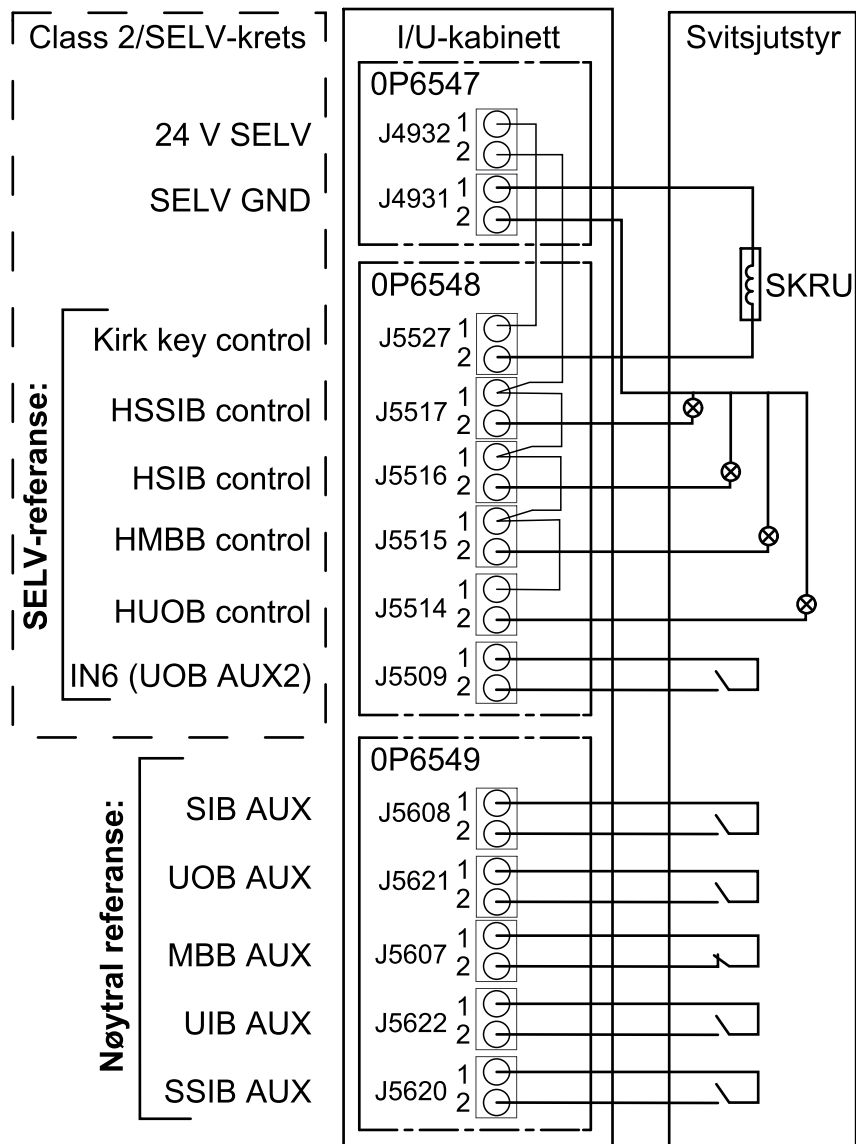 Class 2/SELV-krets
I/U-kabinett
Svitsjutstyr
0P6547
24 V SELV
J4932 1 2
SELV GND
J4931 1 2
0P6548
SKRU
SELV-referanse:
Kirk key control
J5527 1 2
HSSIB control
J5517 1 2
HSIB control
J5516 1 2
HMBB control
J5515 1 2
HUOB control
J5514 1 2
IN6 (UOB AUX2)
J5509 1 2
0P6549
Nøytral referanse:
SIB AUX
J5608 1 2
UOB AUX
J5621 1 2
MBB AUX
J5607 1 2
UIB AUX
J5622 1 2
SSIB AUX
J5620 1 2